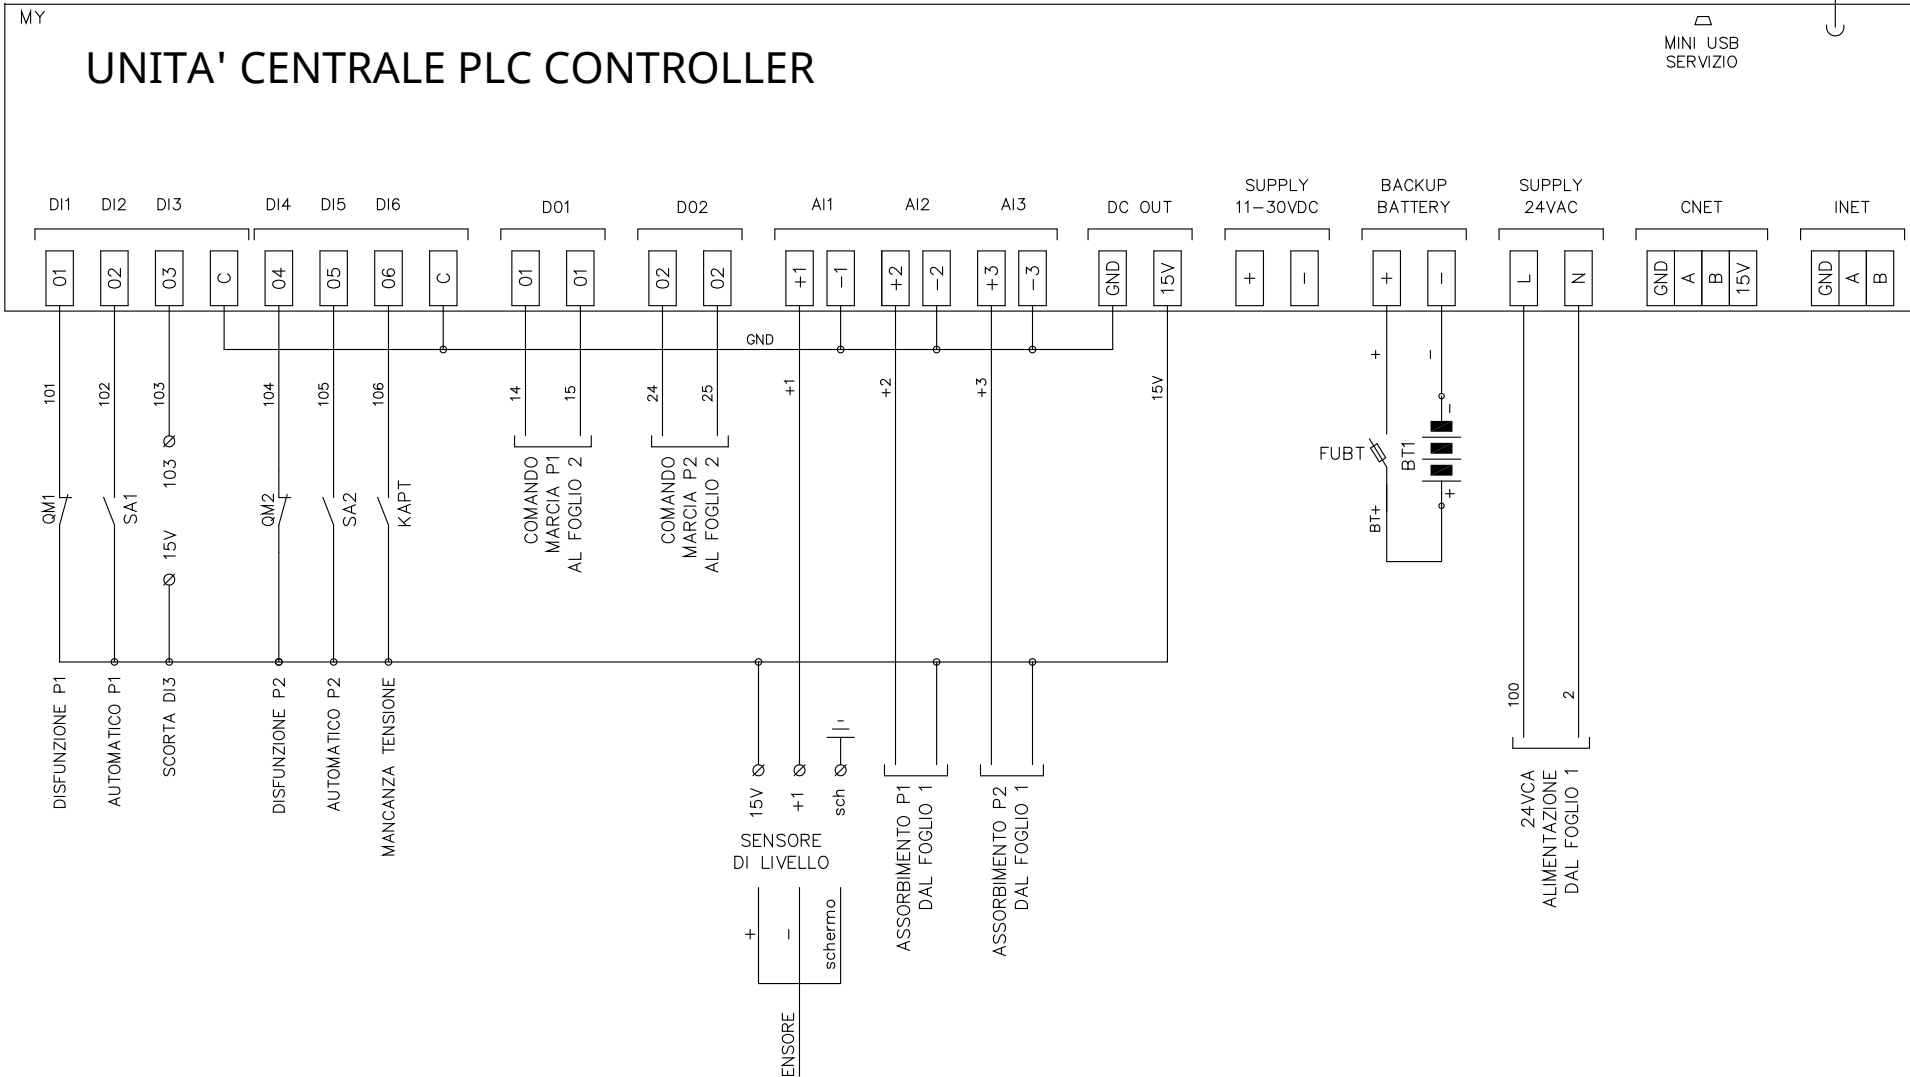 MY
UNITA' CENTRALE PLC CONTROLLER
MINI USB
SERVIZIO
DI1
DI2
DI3
DI4
DI5
DI6
DO1
DO2
AI1
AI2
AI3
DC OUT
SUPPLY
11-30VDC
BACKUP
BATTERY
SUPPLY
24VAC
CNET
INET
01
02
03
C
04
05
06
C
01
01
02
02
+1
-1
+2
-2
+3
-3
GND
15V
+
-
+
-
L
N
GND
A
B
15V
GND
A
B
GND
101
102
103
104
105
106
14
15
24
25
+1
+2
+3
15V
+
-
-
103
15V
QM1
SA1
QM2
SA2
KAPT
COMANDO
MARCIA P1
AL FOGLIO 2
COMANDO
MARCIA P2
AL FOGLIO 2
FUBT
BT1
+
BT+
DISFUNZIONE P1
AUTOMATICO P1
SCORTA DI3
DISFUNZIONE P2
AUTOMATICO P2
MANCANZA TENSIONE
15V
+1
sch
SENSORE
DI LIVELLO
+
-
schermo
ENSORE
ASSORBIMENTO P1
DAL FOGLIO 1
ASSORBIMENTO P2
DAL FOGLIO 1
100
2
24VCA
ALIMENTAZIONE
DAL FOGLIO 1